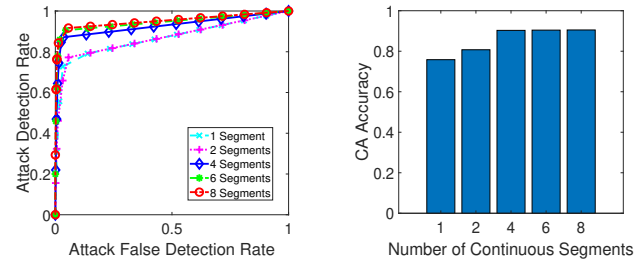 Attack Detection Rate
1
0.8
0.6
0.4
0.2
0
0 0.5 1
Attack False Detection Rate
1 Segment
2 Segments
4 Segments
6 Segments
8 Segments
CA Accuracy
1
0.8
0.6
0.4
0.2
0
1 2 4 6 8
Number of Continuous Segments